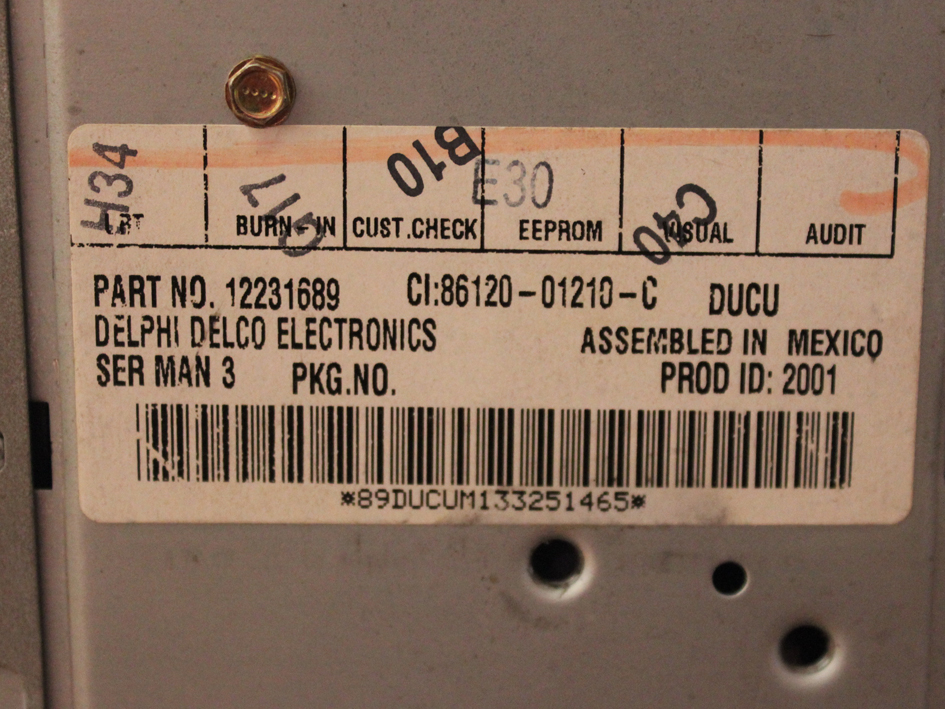 H34 G17 B10 E30 C40
BURN-IN CUST.CHECK EEPROM VISUAL AUDIT
PART NO. 12231689 CI:86120-01210-C DUCU
DELPHI DELCO ELECTRONICS ASSEMBLED IN MEXICO
SER MAN 3 PKG.NO. PROD ID: 2001
*89DUCUM133251465*